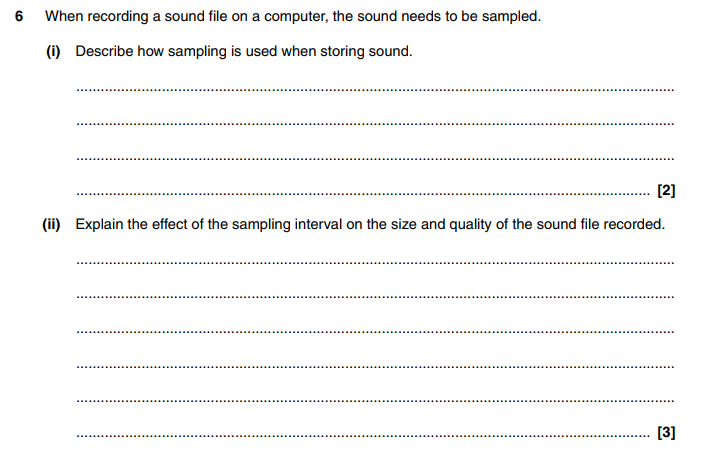 6 When recording a sound file on a computer, the sound needs to be sampled.
(i) Describe how sampling is used when storing sound.
[2]
(ii) Explain the effect of the sampling interval on the size and quality of the sound file recorded.
[3]